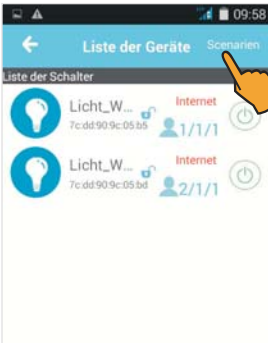 09:58
Liste der Geräte Scenarien
Liste der Schalter
Licht_W... Internet
7c:dd:90:9c:05:b5 1/1/1
Licht_W... Internet
7c:dd:90:9c:05:bd 2/1/1